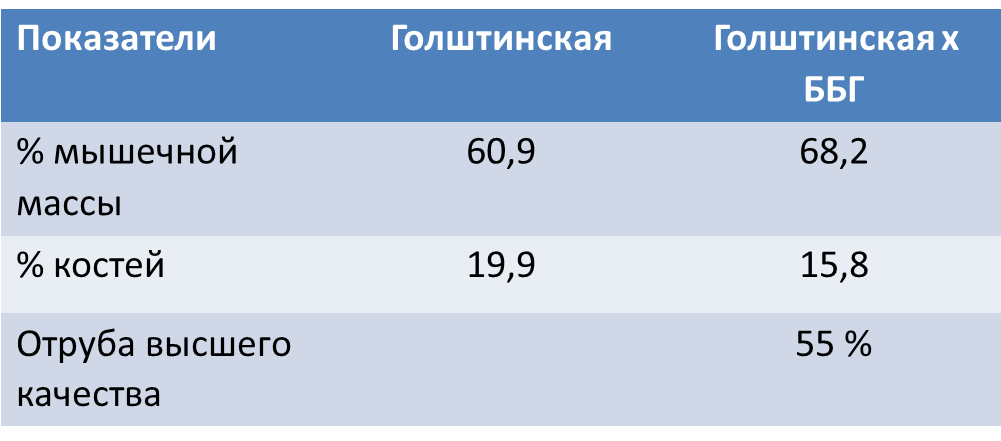 Показатели Голштинская Голштинская х
ББГ
% мышечной 60,9 68,2
массы
% костей 19,9 15,8
Отруба высшего 55 %
качества